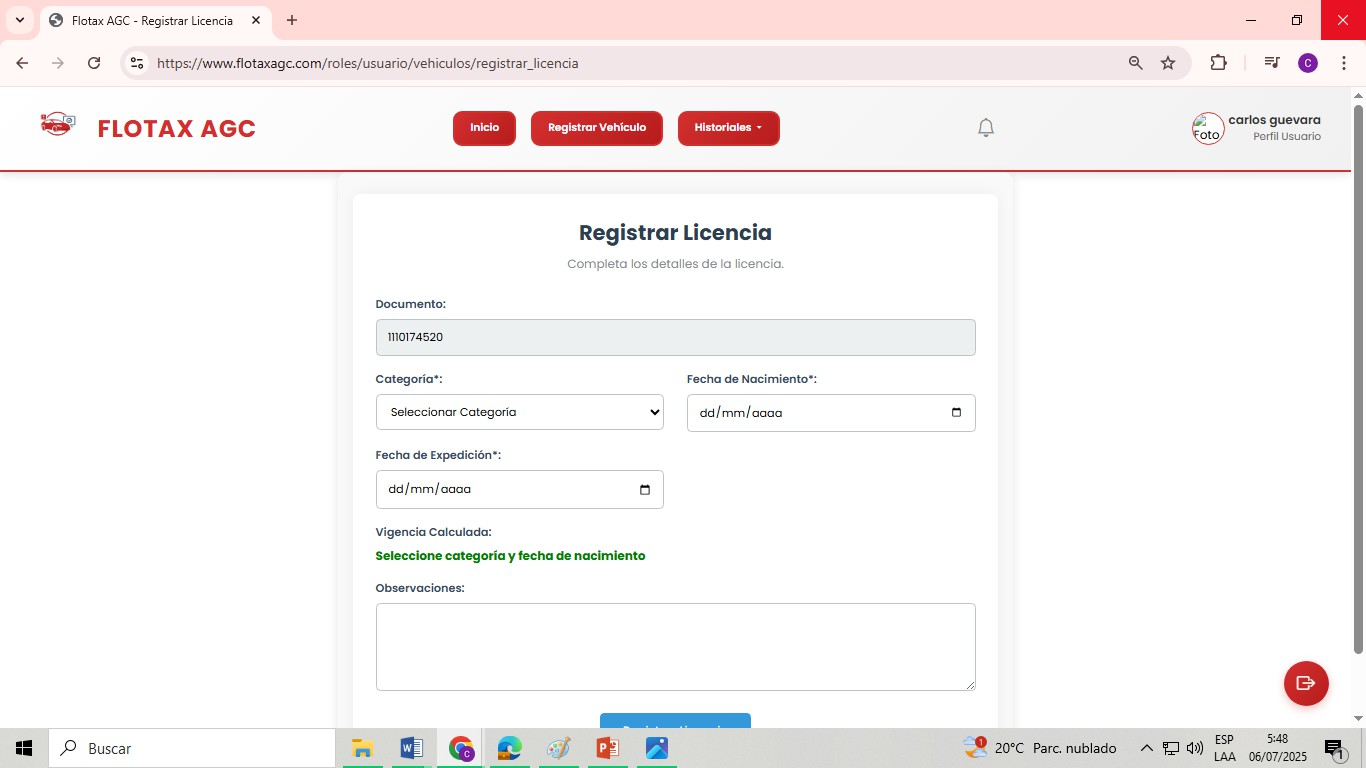 Flotax AGC - Registrar Licencia
https://www.flotaxagc.com/roles/usuario/vehiculos/registrar_licencia
C
FLOTAX AGC
Inicio
Registrar Vehículo
Historiales
Foto
carlos guevara
Perfil Usuario
Registrar Licencia
Completa los detalles de la licencia.
Documento:
1110174520
Categoría*:
Fecha de Nacimiento*:
Seleccionar Categoría
dd/mm/aaaa
Fecha de Expedición*:
dd/mm/aaaa
Vigencia Calculada:
Seleccione categoría y fecha de nacimiento
Observaciones:
Buscar
C
1
20°C Parc. nublado
ESP
LAA
5:48
06/07/2025
1